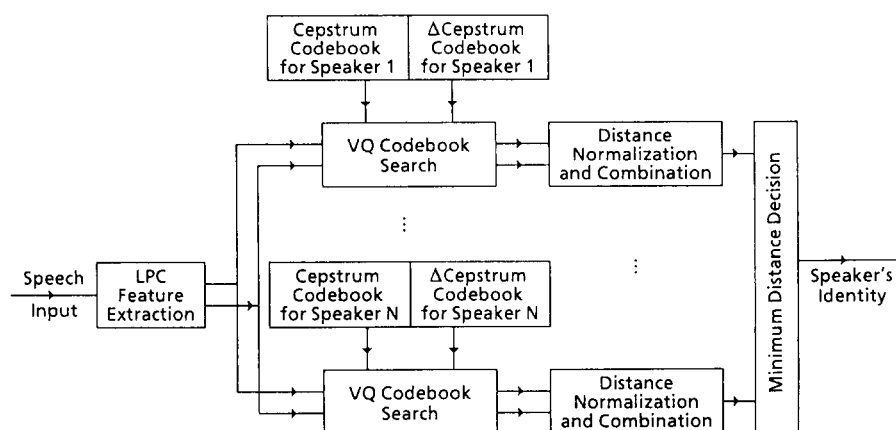 Cepstrum
Codebook
for Speaker 1
ΔCepstrum
Codebook
for Speaker 1
VQ Codebook
Search
Distance
Normalization
and Combination
Speech
Input
LPC
Feature
Extraction
Cepstrum
Codebook
for Speaker N
ΔCepstrum
Codebook
for Speaker N
VQ Codebook
Search
Distance
Normalization
and Combination
Minimum Distance Decision
Speaker's
Identity